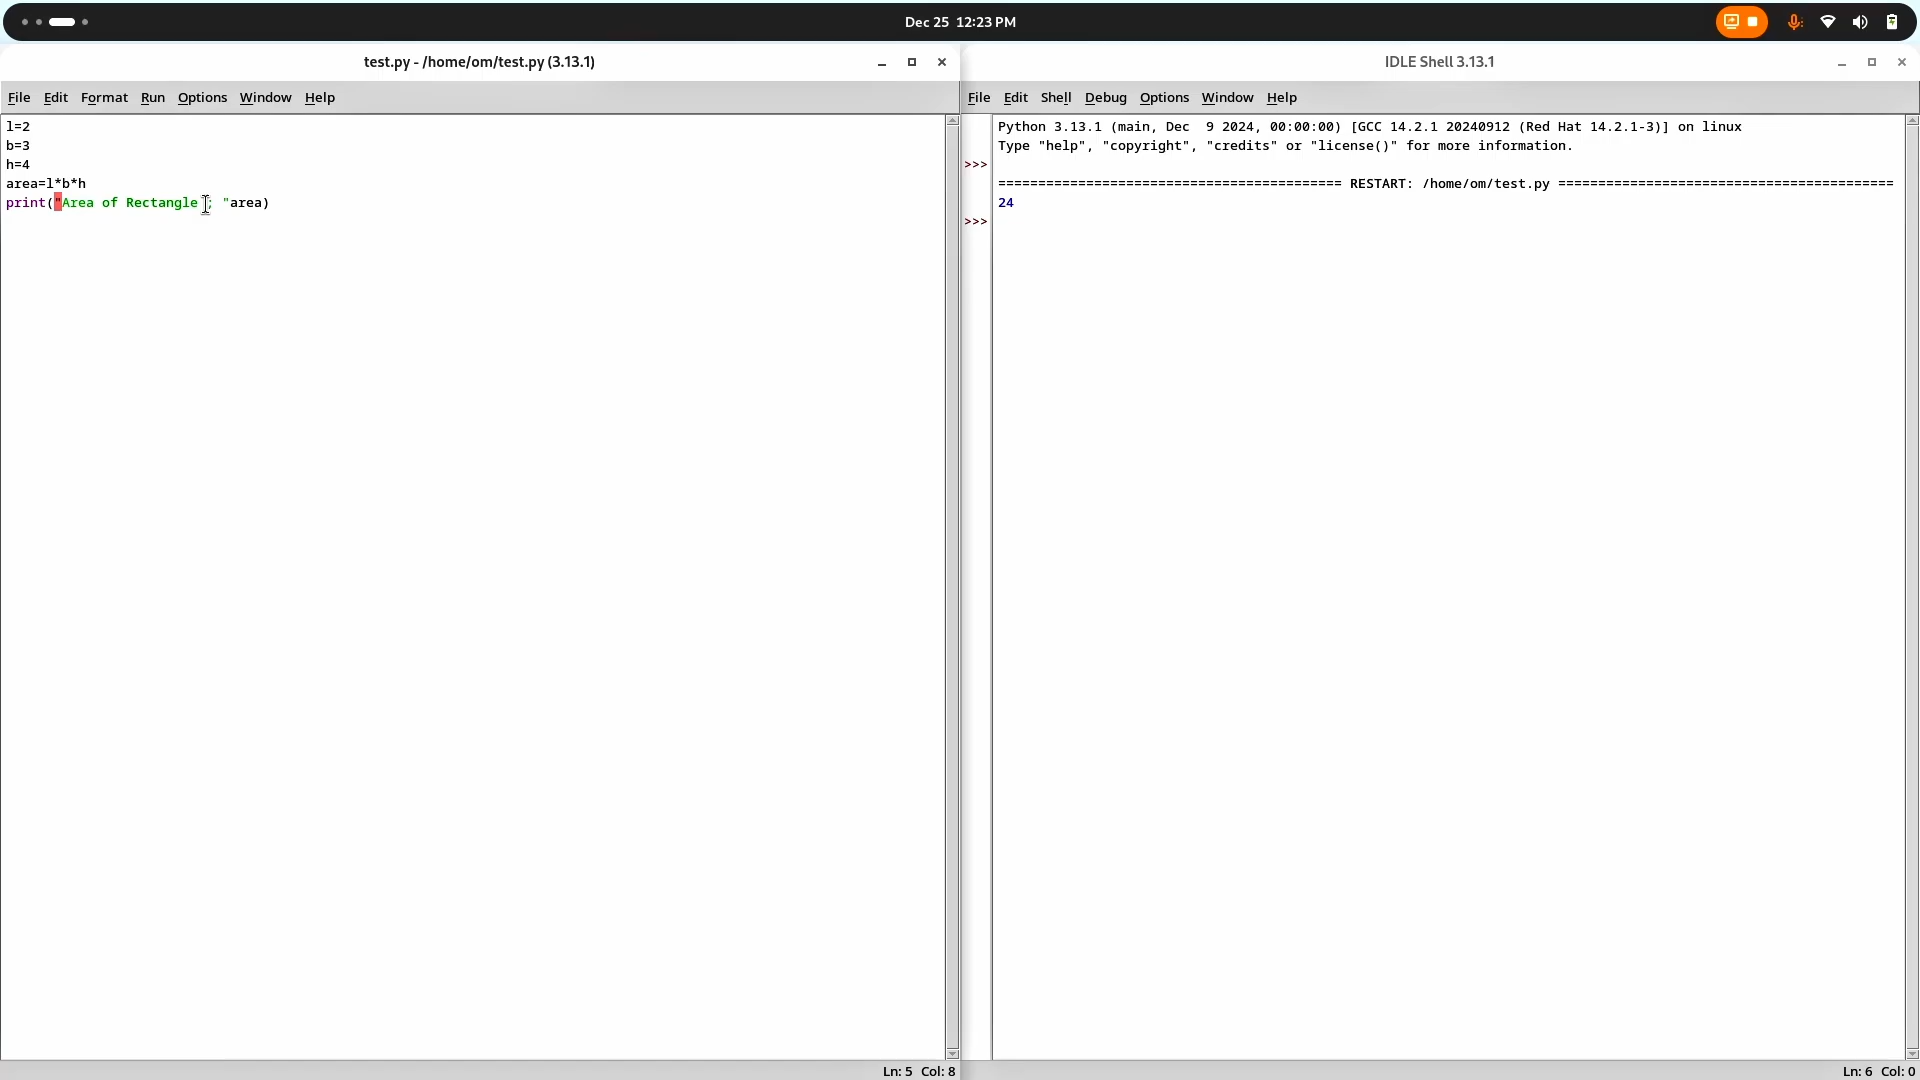 Dec 25 12:23 PM
test.py - /home/om/test.py (3.13.1)
File Edit Format Run Options Window Help
l=2
b=3
h=4
area=l*b*h
print("Area of Rectangle ; "area)
Ln: 5 Col: 8
IDLE Shell 3.13.1
File Edit Shell Debug Options Window Help
Python 3.13.1 (main, Dec  9 2024, 00:00:00) [GCC 14.2.1 20240912 (Red Hat 14.2.1-3)] on linux
Type "help", "copyright", "credits" or "license()" for more information.
>>>
=========================================== RESTART: /home/om/test.py ==========================================
24
>>>
Ln: 6 Col: 0